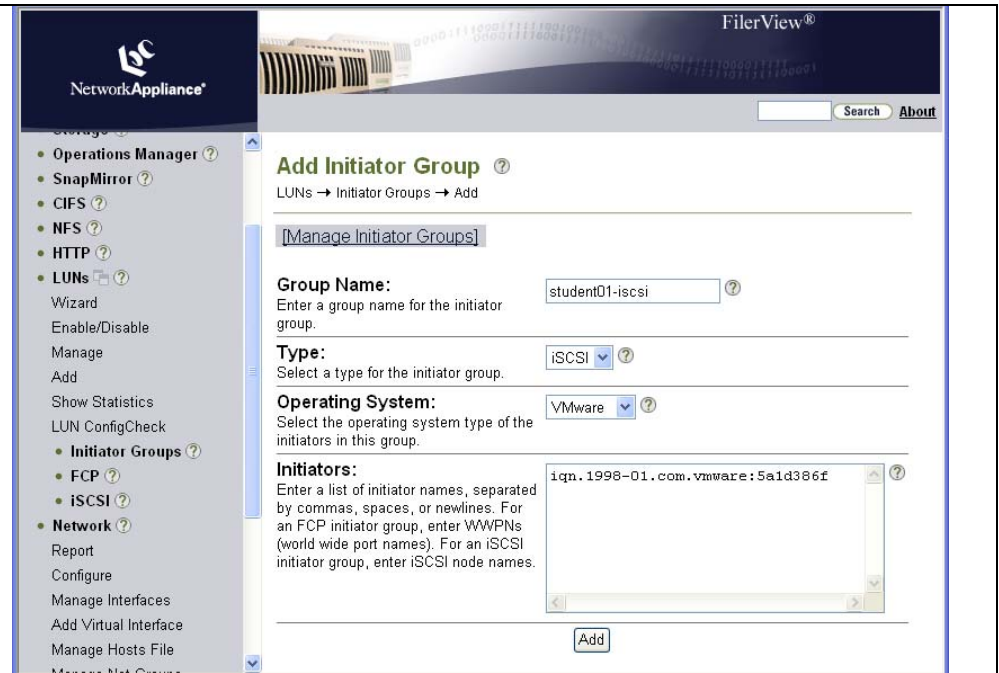 FilerView®
NetworkAppliance®
Search About
• Operations Manager
• SnapMirror
• CIFS
• NFS
• HTTP
• LUNs
Wizard
Enable/Disable
Manage
Add
Show Statistics
LUN ConfigCheck
• Initiator Groups
• FCP
• iSCSI
• Network
Report
Configure
Manage Interfaces
Add Virtual Interface
Manage Hosts File
Add Initiator Group
LUNs → Initiator Groups → Add
[Manage Initiator Groups]
Group Name:
Enter a group name for the initiator
group.
student01-iscsi
Type:
Select a type for the initiator group.
iSCSI
Operating System:
Select the operating system type of the
initiators in this group.
VMware
Initiators:
Enter a list of initiator names, separated
by commas, spaces, or newlines. For
an FCP initiator group, enter WWPNs
(world wide port names). For an iSCSI
initiator group, enter iSCSI node names.
iqn.1998-01.com.vmware:5a1d386f
Add